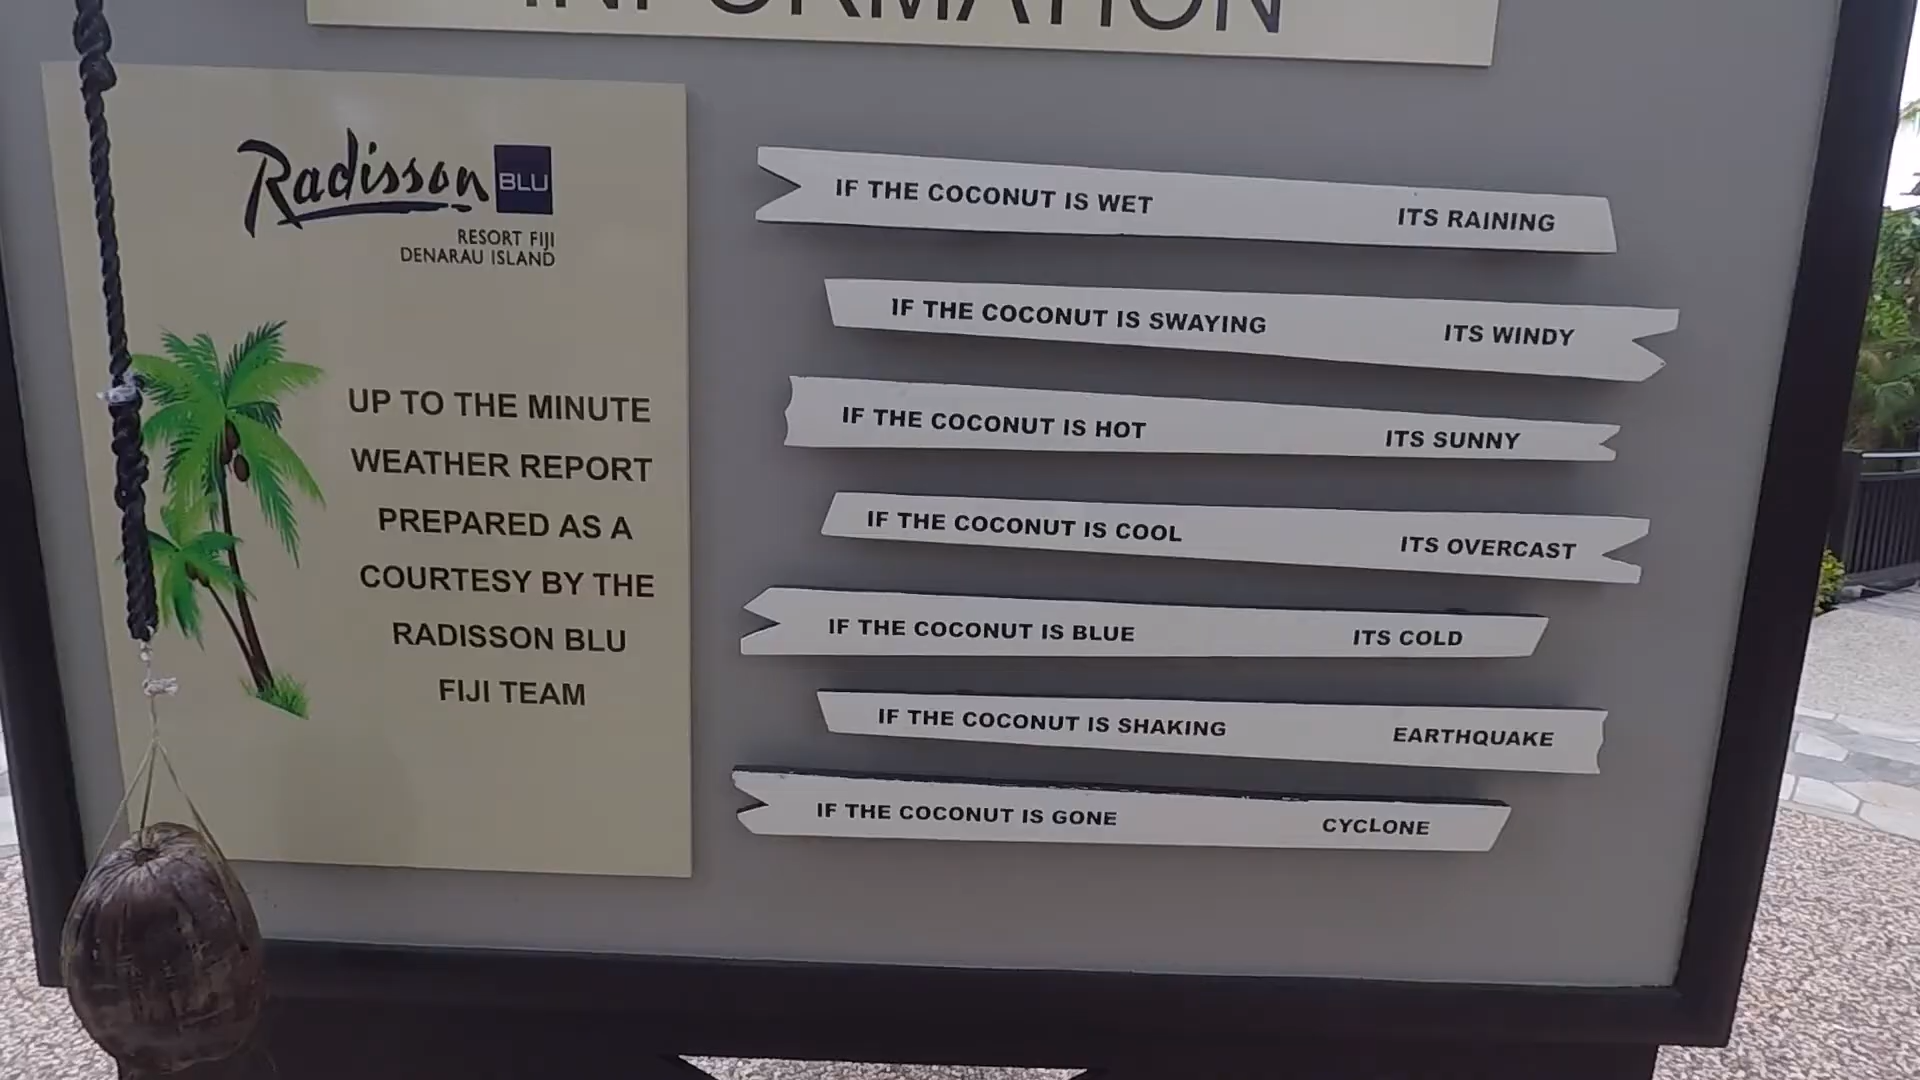 INFORMATION
Radisson BLU
RESORT FIJI
DENARAU ISLAND
UP TO THE MINUTE
WEATHER REPORT
PREPARED AS A
COURTESY BY THE
RADISSON BLU
FIJI TEAM
IF THE COCONUT IS WET ITS RAINING
IF THE COCONUT IS SWAYING ITS WINDY
IF THE COCONUT IS HOT ITS SUNNY
IF THE COCONUT IS COOL ITS OVERCAST
IF THE COCONUT IS BLUE ITS COLD
IF THE COCONUT IS SHAKING EARTHQUAKE
IF THE COCONUT IS GONE CYCLONE